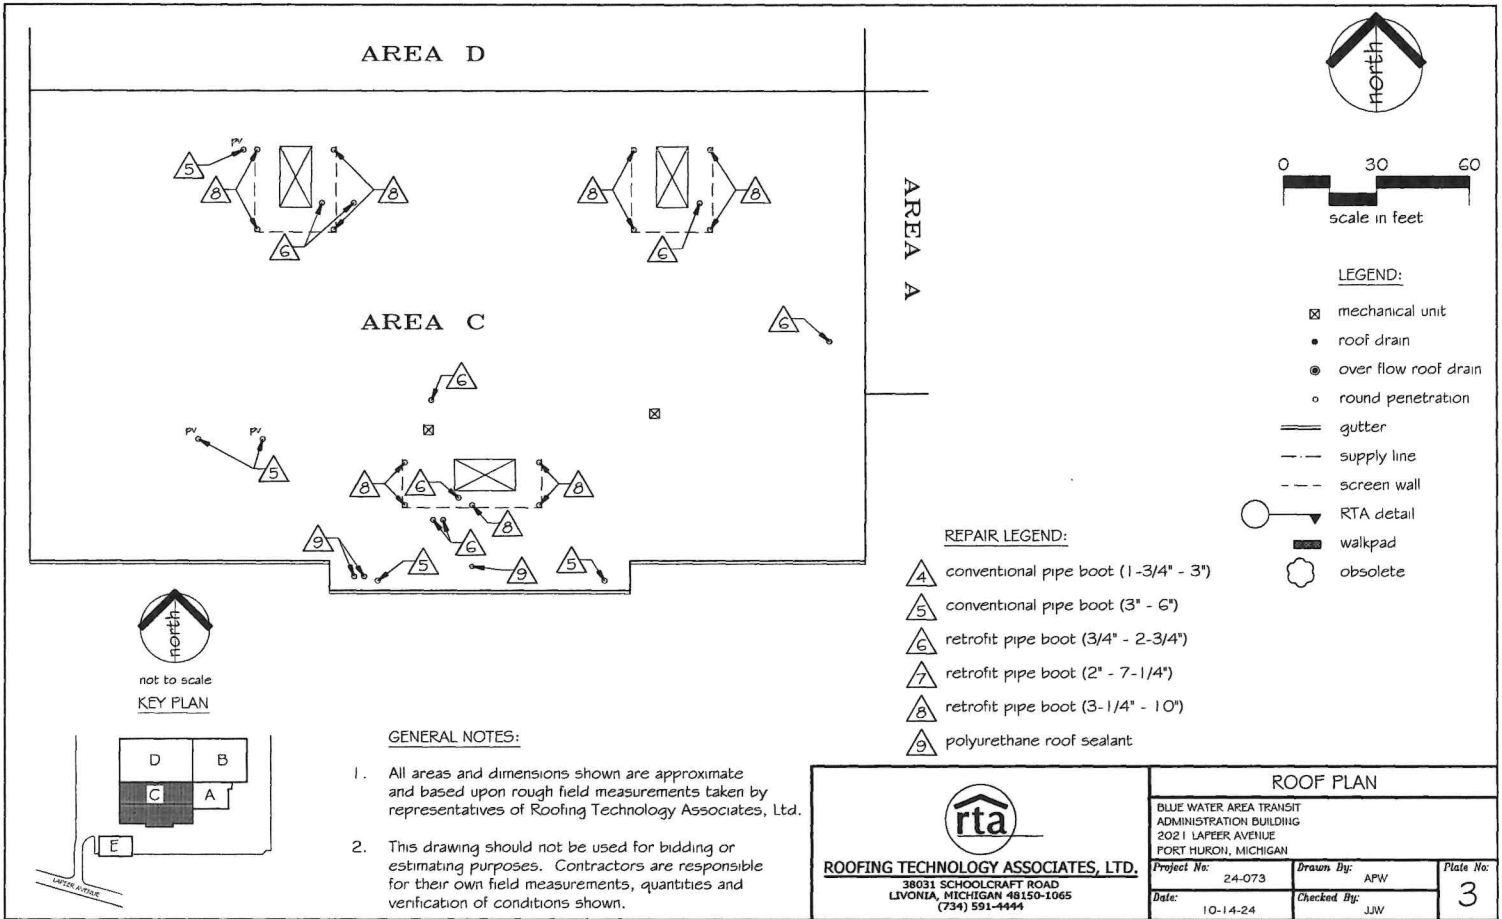 AREA D
north
0 30 60
scale in feet
pv
5
8
8
6
8
8
6
AREA A
AREA C
6
6
pv
pv
5
8
6
8
8
6
9
5
9
5
LEGEND:
mechanical unit
roof drain
over flow roof drain
round penetration
gutter
supply line
screen wall
RTA detail
walkpad
obsolete
REPAIR LEGEND:
4 conventional pipe boot (1-3/4" - 3")
5 conventional pipe boot (3" - 6")
6 retrofit pipe boot (3/4" - 2-3/4")
7 retrofit pipe boot (2" - 7-1/4")
8 retrofit pipe boot (3-1/4" - 10")
9 polyurethane roof sealant
north
not to scale
KEY PLAN
D
B
C
A
E
LAPEER AVENUE
GENERAL NOTES:
1. All areas and dimensions shown are approximate
and based upon rough field measurements taken by
representatives of Roofing Technology Associates, Ltd.
2. This drawing should not be used for bidding or
estimating purposes. Contractors are responsible
for their own field measurements, quantities and
verification of conditions shown.
rta
ROOFING TECHNOLOGY ASSOCIATES, LTD.
38031 SCHOOLCRAFT ROAD
LIVONIA, MICHIGAN 48150-1065
(734) 591-4444
ROOF PLAN
BLUE WATER AREA TRANSIT
ADMINISTRATION BUILDING
2021 LAPEER AVENUE
PORT HURON, MICHIGAN
Project No:
24-073
Drawn By:
APW
Plate No:
3
Date:
10-14-24
Checked By:
JJW